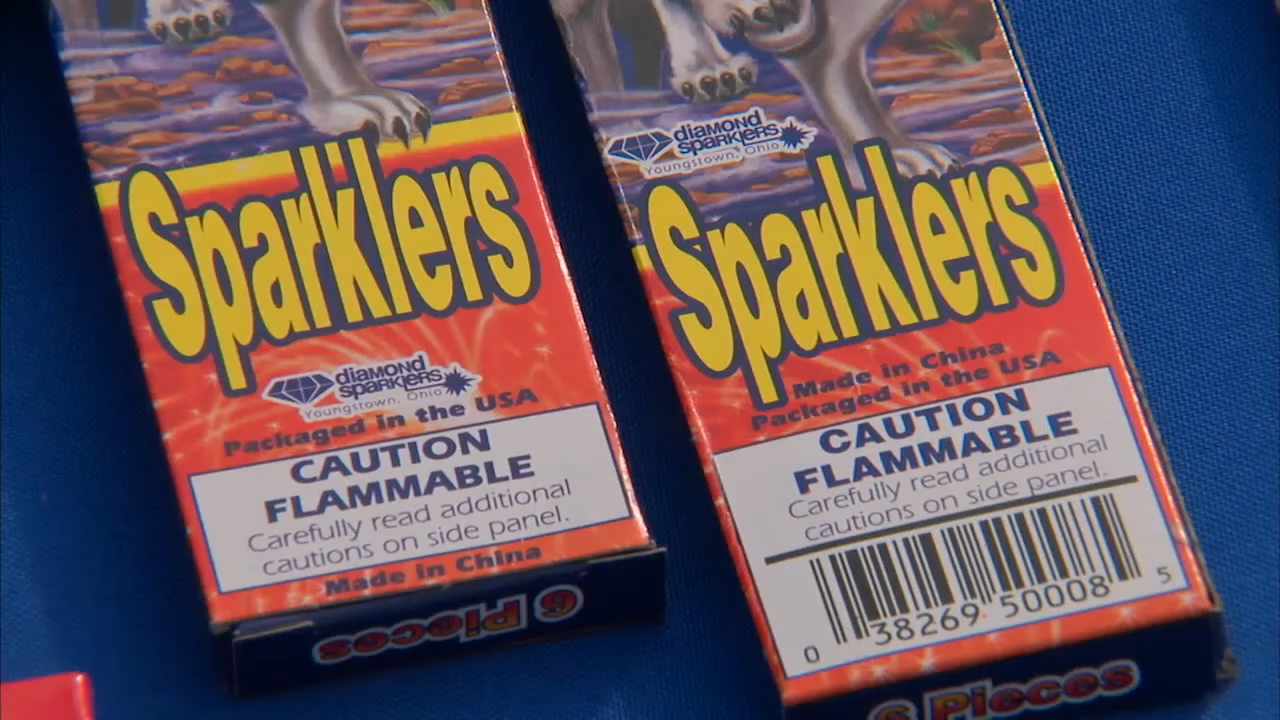 Sparklers
diamond
sparklers
Youngstown, Ohio
Packaged in the USA
CAUTION
FLAMMABLE
Carefully read additional
cautions on side panel.
Made in China
6 Pieces
diamond
sparklers
Youngstown, Ohio
Sparklers
Made in China
Packaged in the USA
CAUTION
FLAMMABLE
Carefully read additional
cautions on side panel.
0 38269 50008 5
6 Pieces